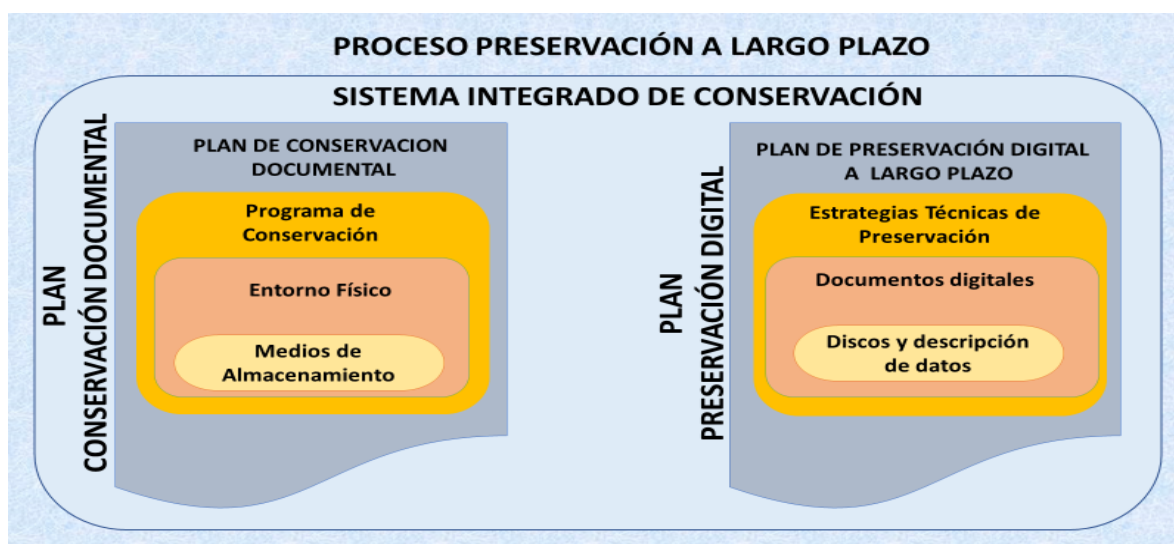 PROCESO PRESERVACIÓN A LARGO PLAZO
SISTEMA INTEGRADO DE CONSERVACIÓN
PLAN
CONSERVACIÓN DOCUMENTAL
PLAN DE CONSERVACION
DOCUMENTAL
Programa de
Conservación
Entorno Físico
Medios de
Almacenamiento
PLAN
PRESERVACIÓN DIGITAL
PLAN DE PRESERVACIÓN DIGITAL
A LARGO PLAZO
Estrategias Técnicas de
Preservación
Documentos digitales
Discos y descripción
de datos